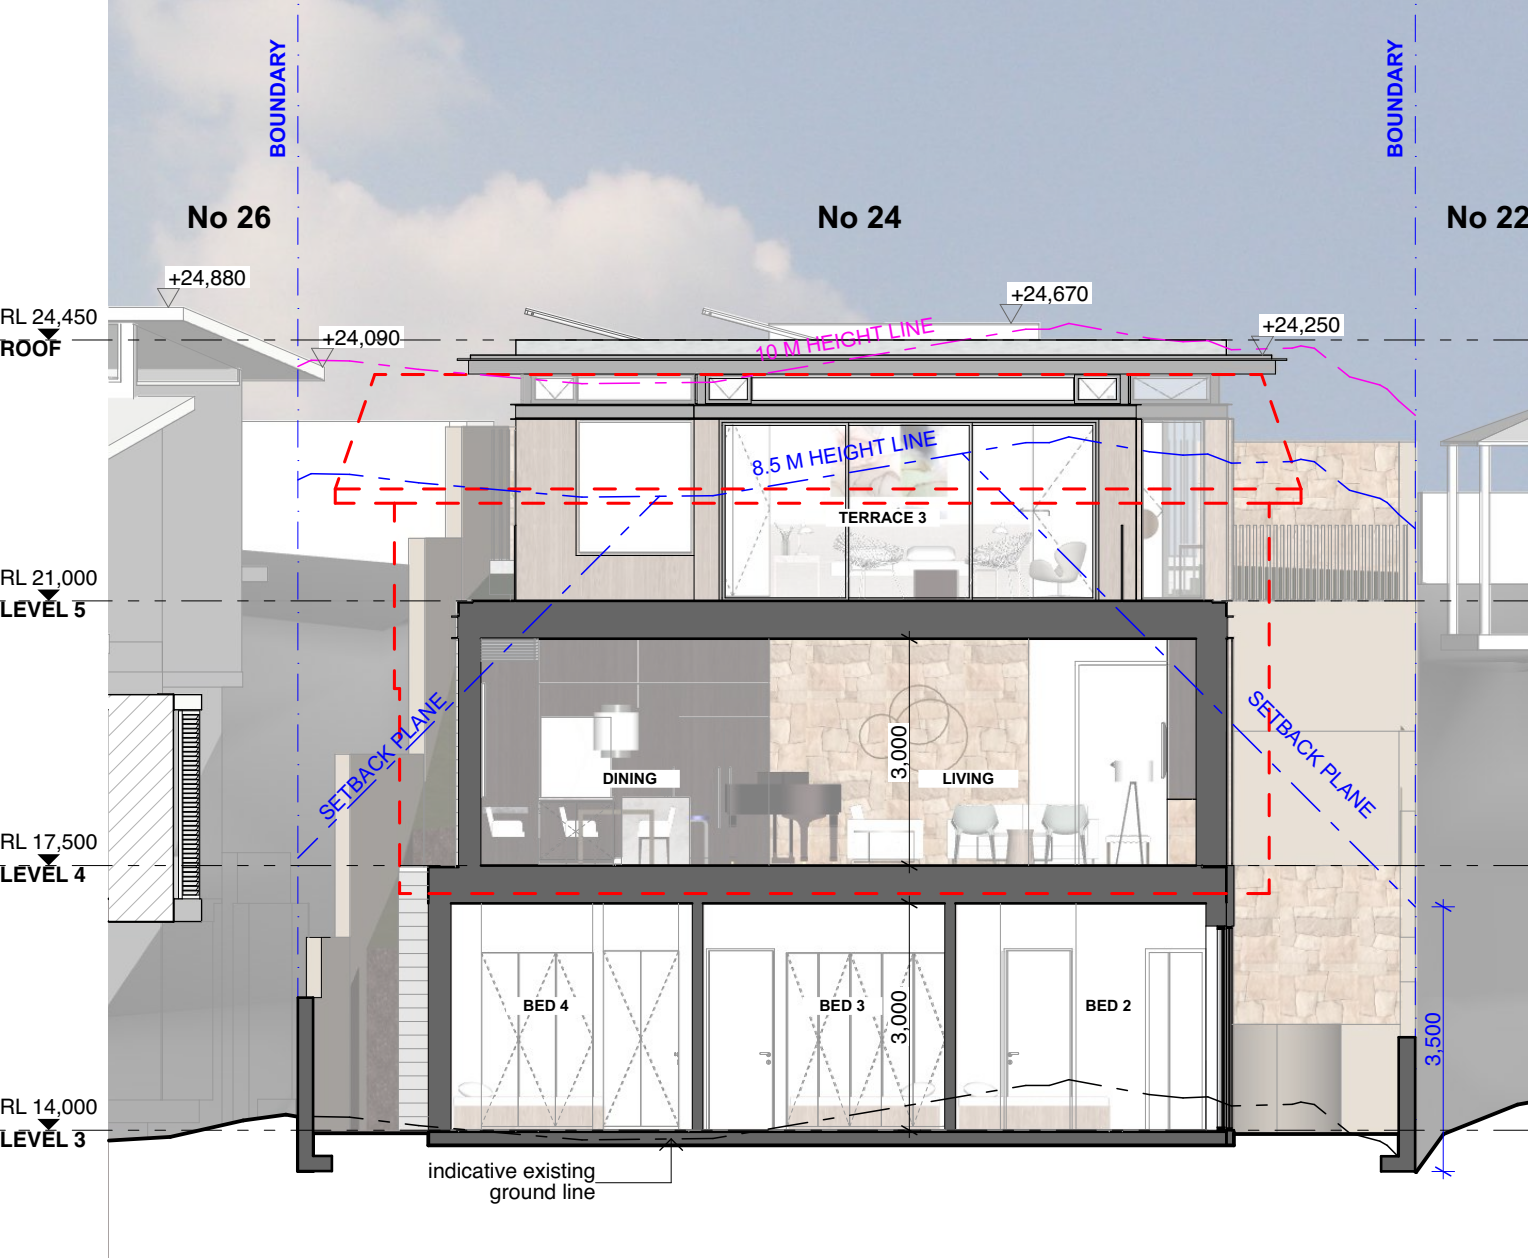 BOUNDARY
BOUNDARY
No 26
No 24
No 22
+24,880
+24,670
RL 24,450
ROOF
+24,090
+24,250
10 M HEIGHT LINE
8.5 M HEIGHT LINE
TERRACE 3
RL 21,000
LEVEL 5
SETBACK PLANE
SETBACK PLANE
3,000
DINING
LIVING
RL 17,500
LEVEL 4
BED 4
BED 3
BED 2
3,000
3,500
RL 14,000
LEVEL 3
indicative existing
ground line